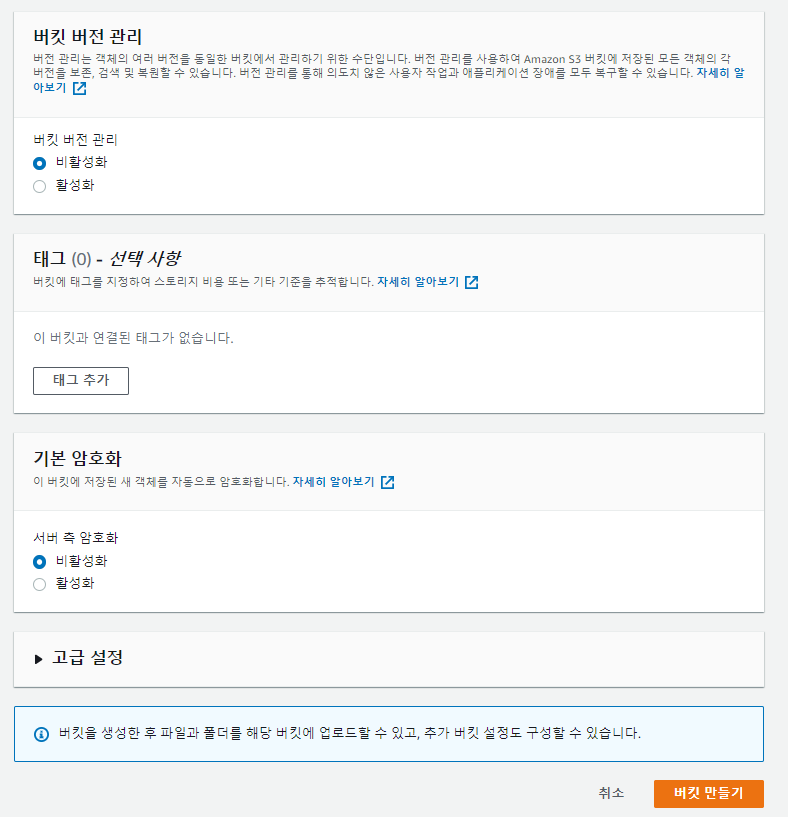 버킷 버전 관리
버전 관리는 객체의 여러 버전을 동일한 버킷에서 관리하기 위한 수단입니다. 버전 관리를 사용하여 Amazon S3 버킷에 저장된 모든 객체의 각
버전을 보존, 검색 및 복원할 수 있습니다. 버전 관리를 통해 의도치 않은 사용자 작업과 애플리케이션 장애를 모두 복구할 수 있습니다. 자세히 알
아보기
버킷 버전 관리
비활성화
활성화
태그 (0) - 선택 사항
버킷에 태그를 지정하여 스토리지 비용 또는 기타 기준을 추적합니다. 자세히 알아보기
이 버킷과 연결된 태그가 없습니다.
태그 추가
기본 암호화
이 버킷에 저장된 새 객체를 자동으로 암호화합니다. 자세히 알아보기
서버 측 암호화
비활성화
활성화
고급 설정
버킷을 생성한 후 파일과 폴더를 해당 버킷에 업로드할 수 있고, 추가 버킷 설정도 구성할 수 있습니다.
취소 버킷 만들기